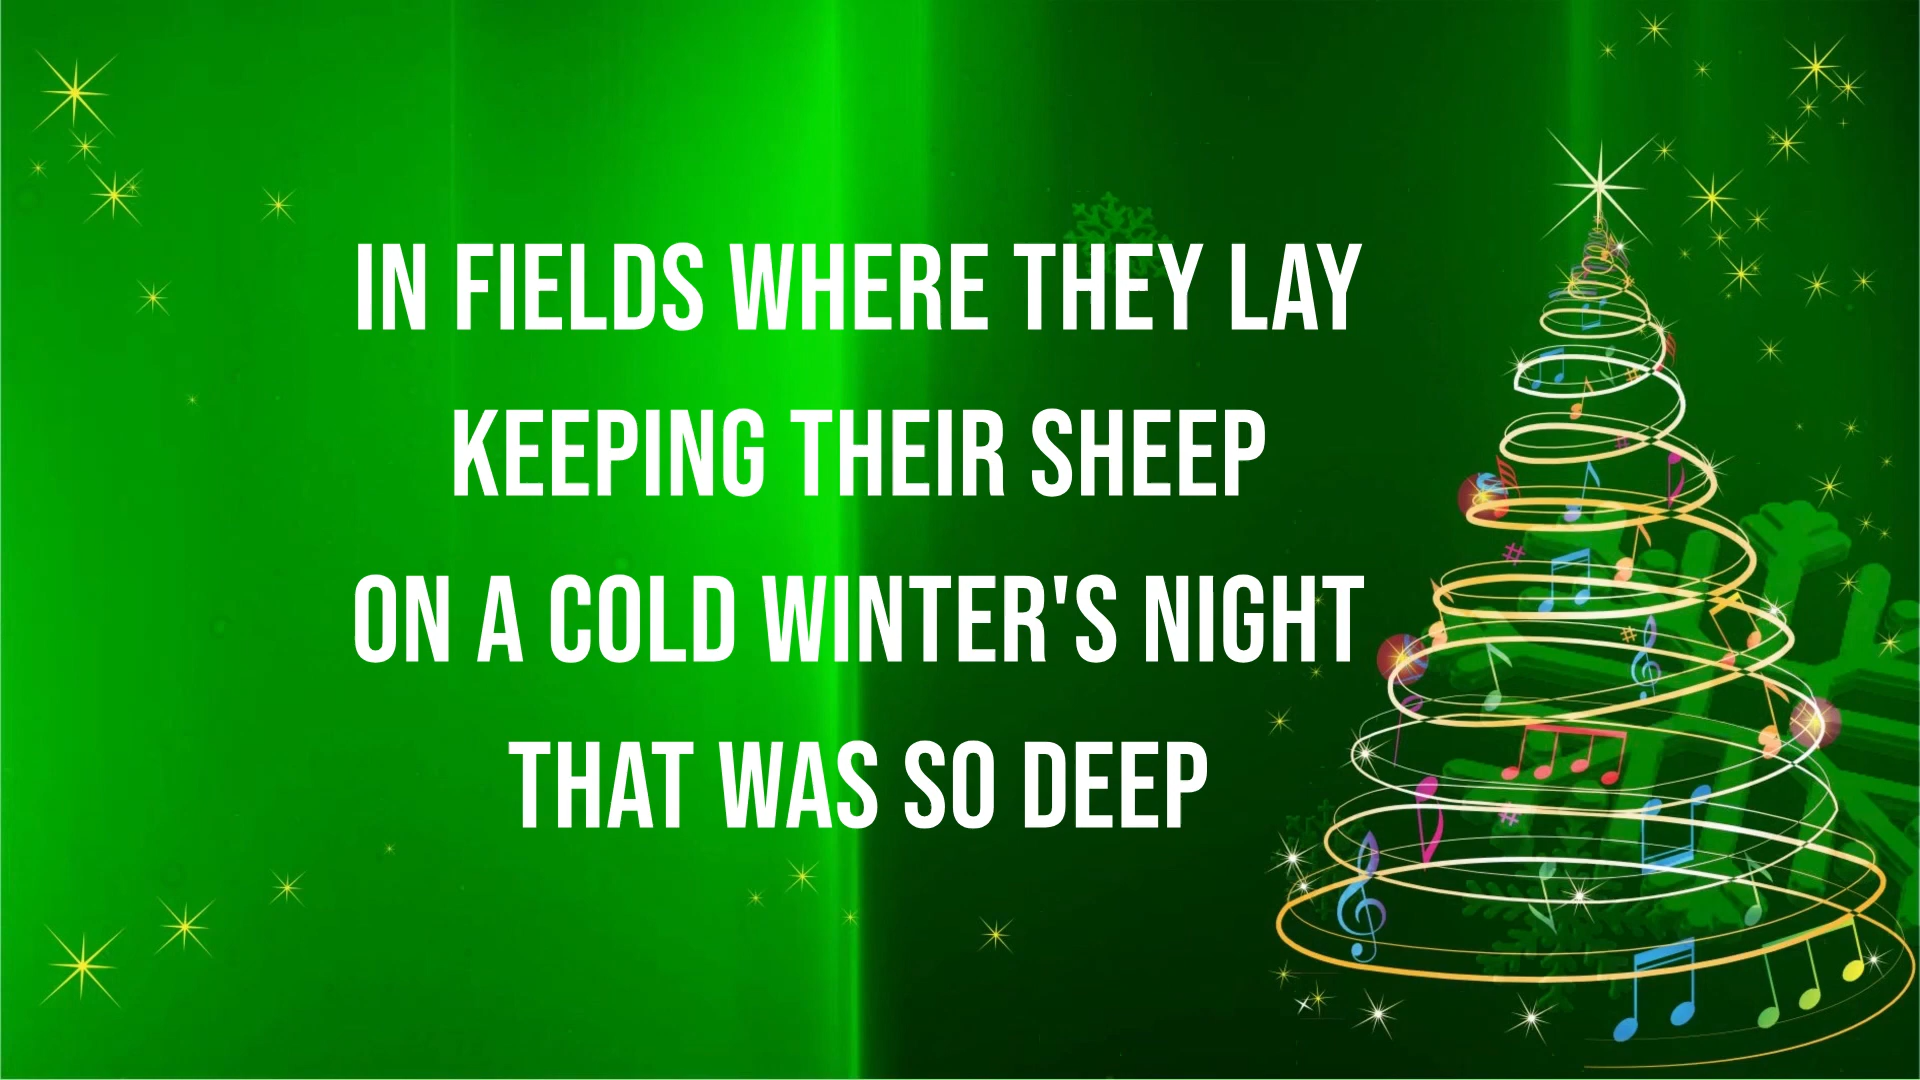 IN FIELDS WHERE THEY LAY
KEEPING THEIR SHEEP
ON A COLD WINTER'S NIGHT
THAT WAS SO DEEP